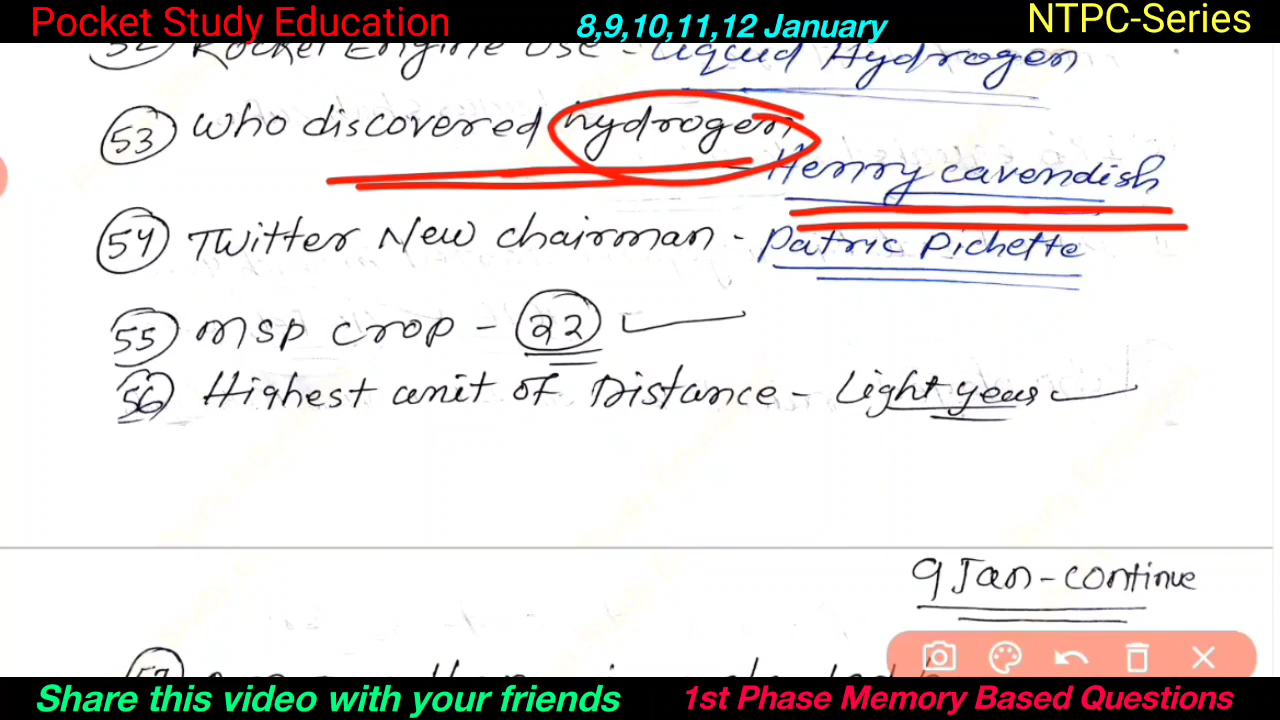 Pocket Study Education
8,9,10,11,12 January
NTPC-Series
Rocket Engine Use - Liquid Hydrogen
53 Who discovered hydrogen
- Henry cavendish
54 Twitter New chairman - Patric Pichette
55 msp crop - 22
56 Highest unit of Distance - Light year
9 Jan - continue
57
Share this video with your friends
1st Phase Memory Based Questions